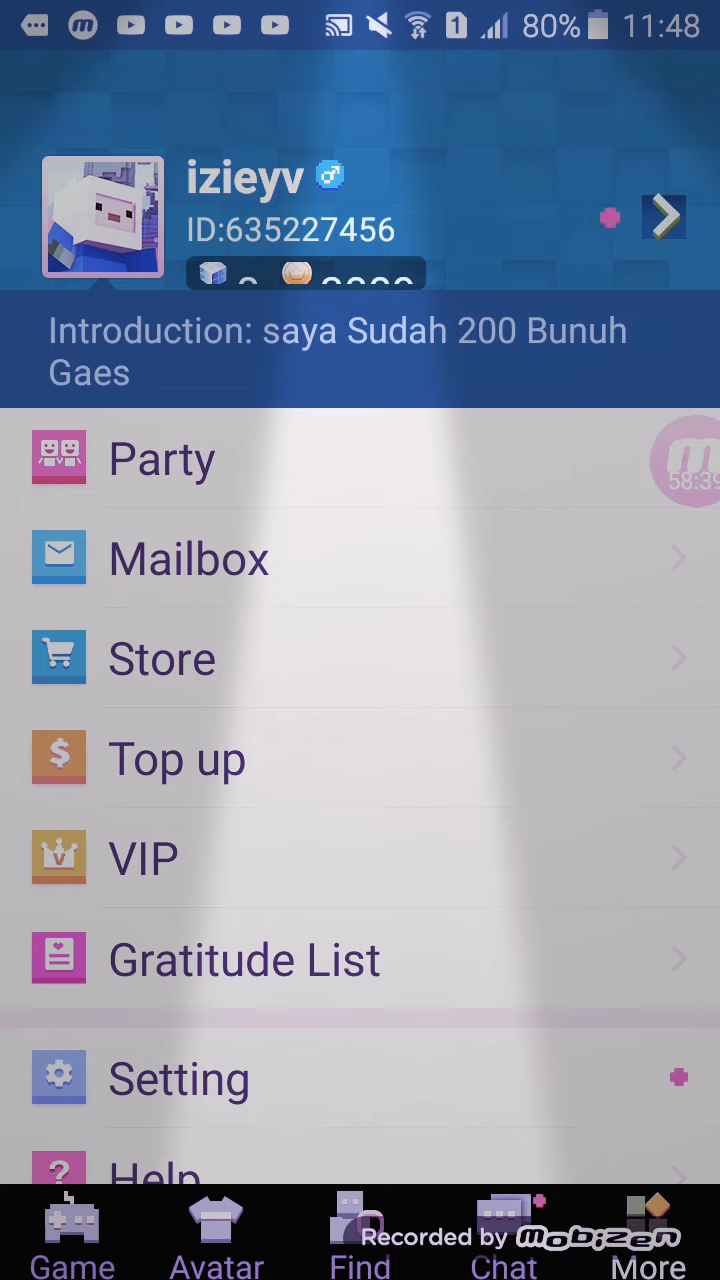 80% 11:48
izieyv
ID:635227456
Introduction: saya Sudah 200 Bunuh
Gaes
Party
58:39
Mailbox
Store
Top up
VIP
Gratitude List
Setting
Help
Recorded by Mobizen
Game Avatar Find Chat More